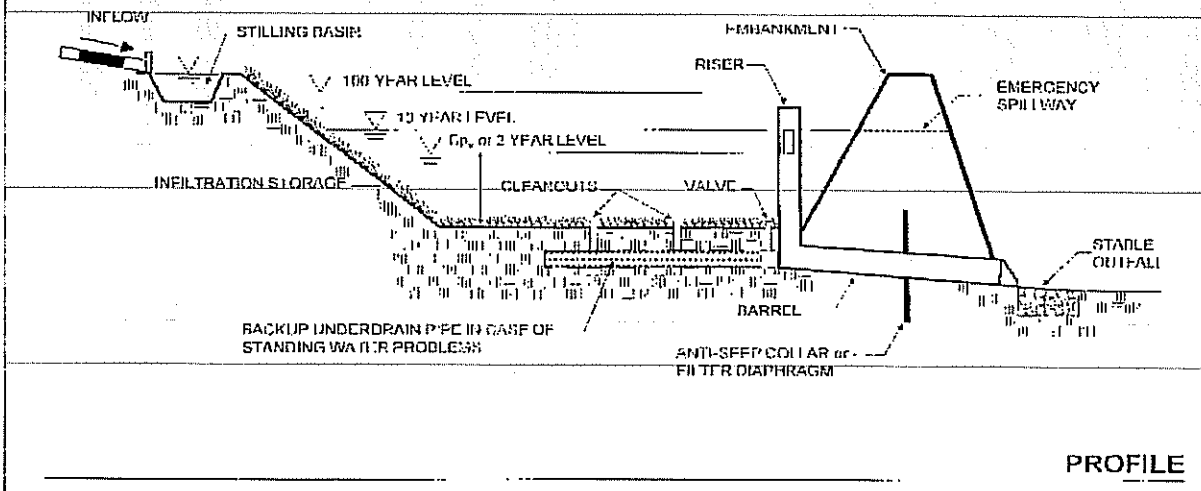 INFLOW
STILLING BASIN
EMBANKMENT
RISER
100 YEAR LEVEL
EMERGENCY
SPILLWAY
10 YEAR LEVEL
Cpv or 2 YEAR LEVEL
INFILTRATION STORAGE
CLEANOUTS
VALVE
STABLE
OUTFALL
BARREL
BACKUP UNDERDRAIN PIPE IN CASE OF
STANDING WATER PROBLEMS
ANTI-SEEP COLLAR or
FILTER DIAPHRAGM
PROFILE